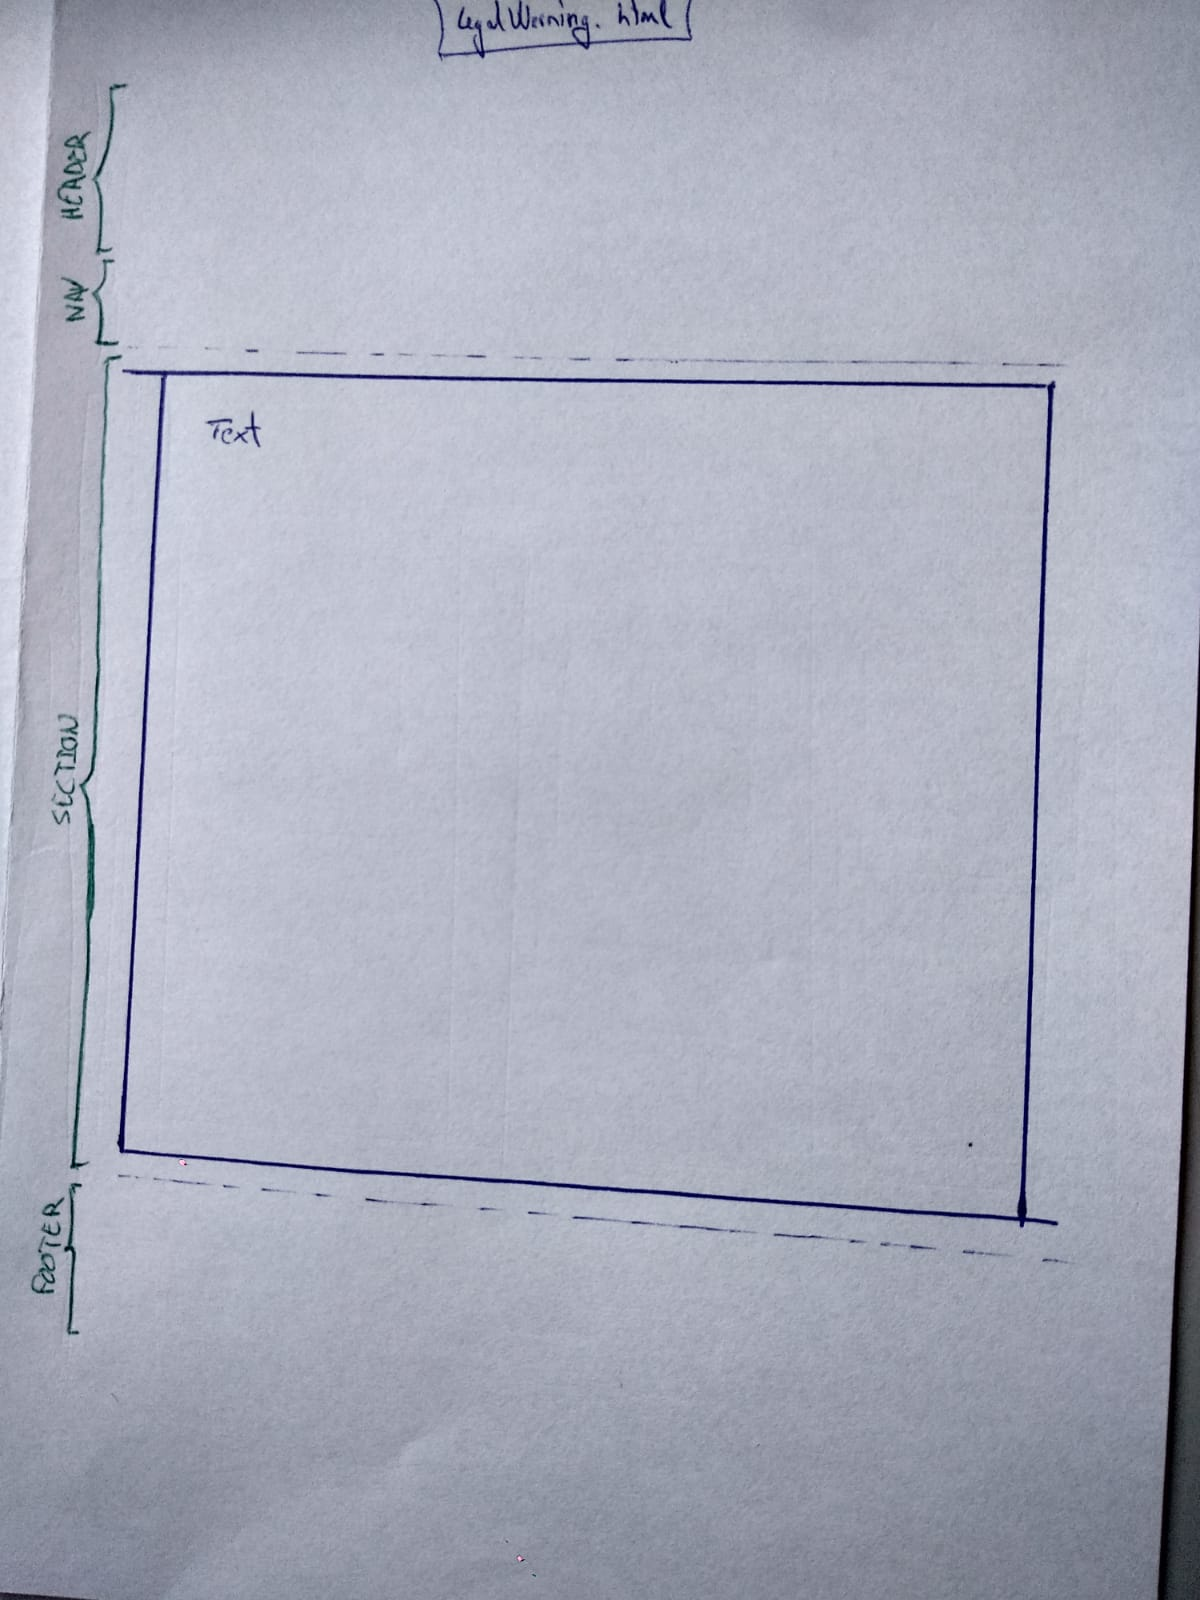 legalWarning.html
HEADER
NAV
Text
SECTION
FOOTER